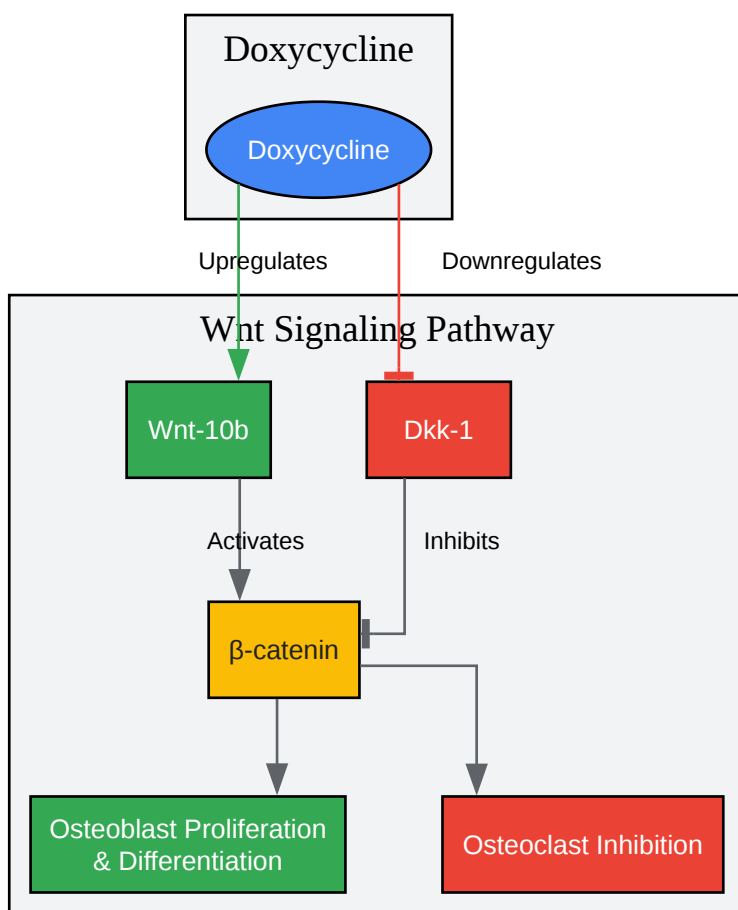 Doxycycline
Doxycycline
Upregulates
Downregulates
Wnt Signaling Pathway
Wnt-10b
Dkk-1
Activates
Inhibits
β-catenin
Osteoblast Proliferation
& Differentiation
Osteoclast Inhibition